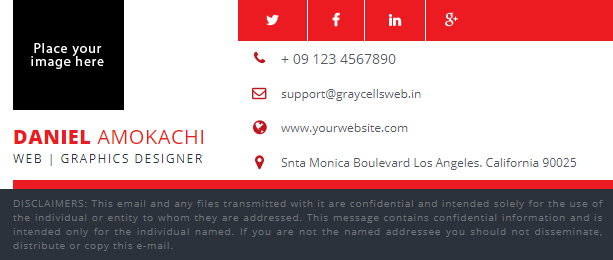 Place your
image here
DANIEL AMOKACHI
WEB | GRAPHICS DESIGNER
+ 09 123 4567890
support@graycellsweb.in
www.yourwebsite.com
Snta Monica Boulevard Los Angeles. California 90025
DISCLAIMERS: This email and any files transmitted with it are confidential and intended solely for the use of
the individual or entity to whom they are addressed. This message contains confidential information and is
intended only for the individual named. If you are not the named addressee you should not disseminate,
distribute or copy this e-mail.